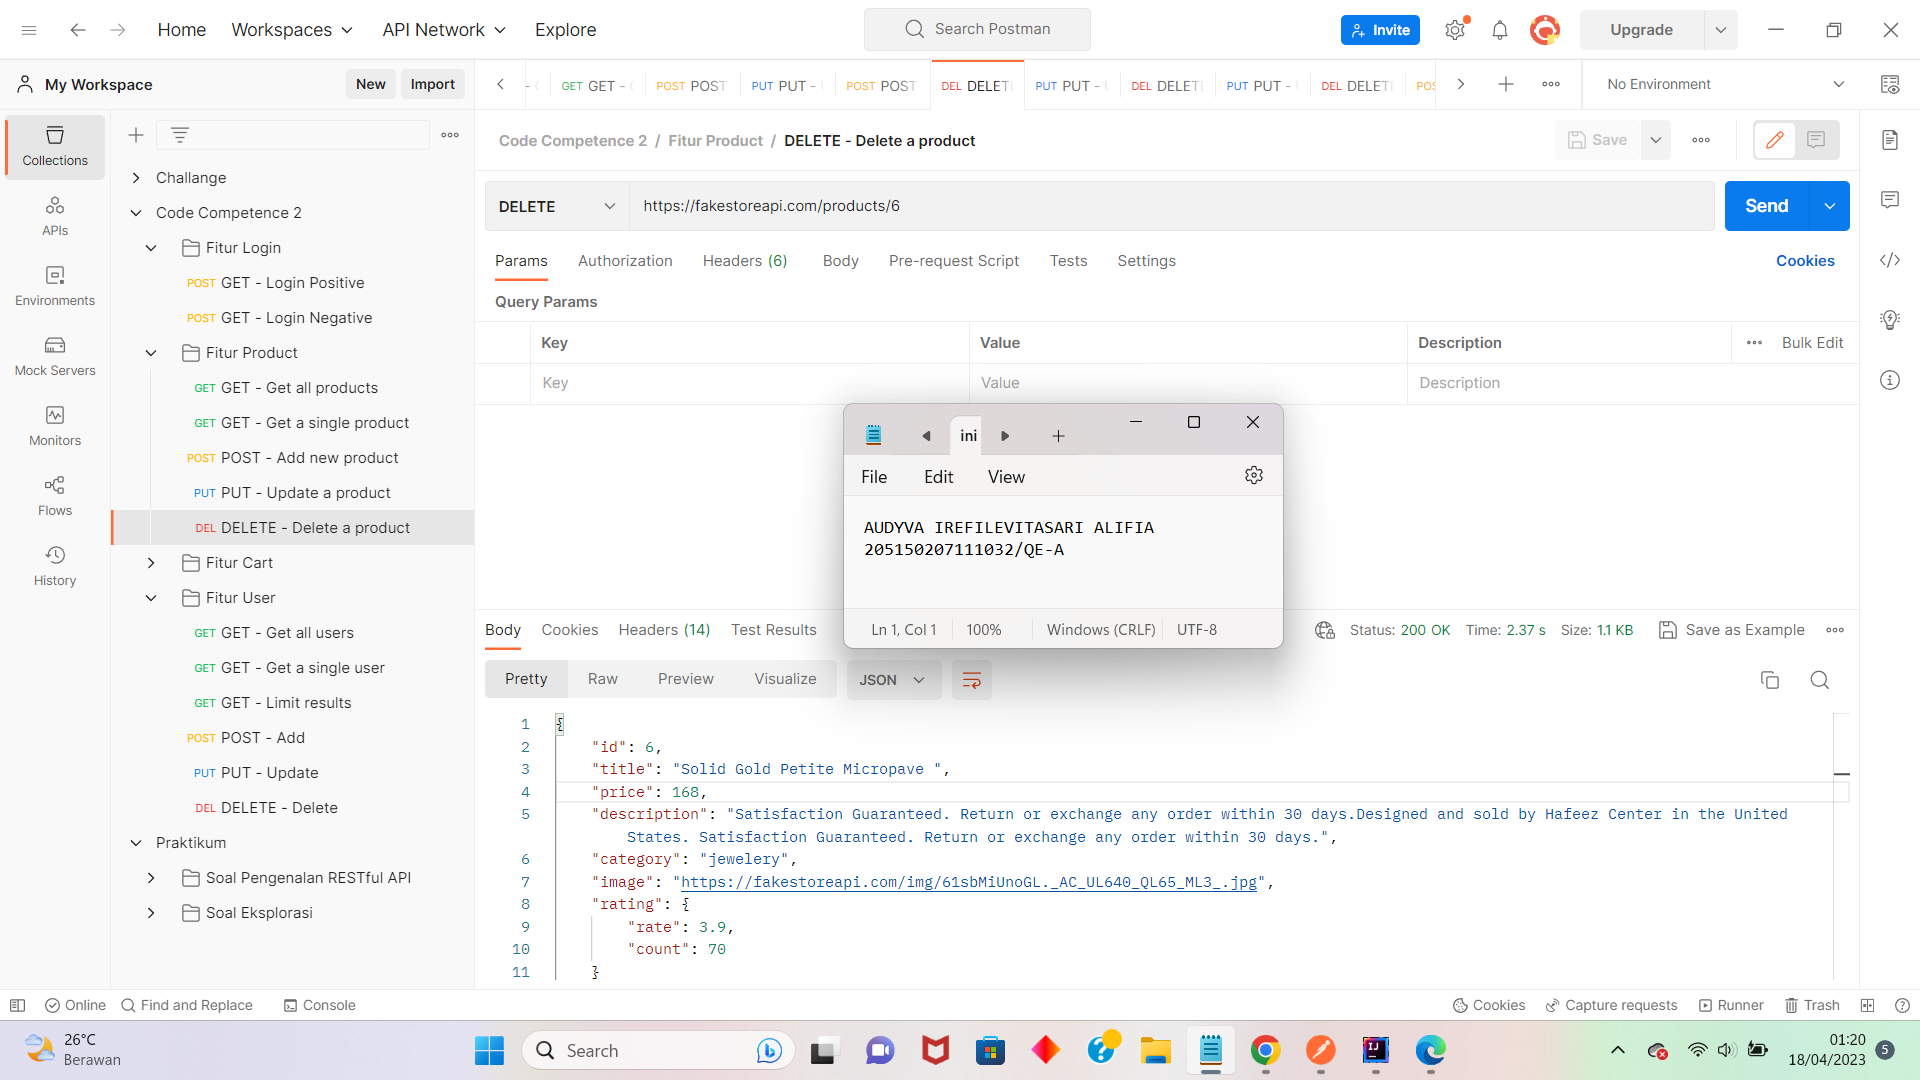 Home
Workspaces
API Network
Explore
Search Postman
Invite
Upgrade
My Workspace
New
Import
GET GET -
POST POST
PUT PUT -
POST POST
DEL DELET
PUT PUT -
DEL DELET
PUT PUT -
DEL DELET
POS
No Environment
Collections
APIs
Environments
Mock Servers
Monitors
Flows
History
Challange
Code Competence 2
Fitur Login
POST GET - Login Positive
POST GET - Login Negative
Fitur Product
GET GET - Get all products
GET GET - Get a single product
POST POST - Add new product
PUT PUT - Update a product
DEL DELETE - Delete a product
Fitur Cart
Fitur User
GET GET - Get all users
GET GET - Get a single user
GET GET - Limit results
POST POST - Add
PUT PUT - Update
DEL DELETE - Delete
Praktikum
Soal Pengenalan RESTful API
Soal Eksplorasi
Code Competence 2 / Fitur Product / DELETE - Delete a product
Save
DELETE
https://fakestoreapi.com/products/6
Send
Params Authorization Headers (6) Body Pre-request Script Tests Settings
Cookies
Query Params
Key Value Description Bulk Edit
Key Value Description
ini
File Edit View
AUDYVA IREFILEVITASARI ALIFIA
205150207111032/QE-A
Ln 1, Col 1 100% Windows (CRLF) UTF-8
Body Cookies Headers (14) Test Results
Status: 200 OK Time: 2.37 s Size: 1.1 KB Save as Example
Pretty Raw Preview Visualize JSON
1 {
2 "id": 6,
3 "title": "Solid Gold Petite Micropave ",
4 "price": 168,
5 "description": "Satisfaction Guaranteed. Return or exchange any order within 30 days.Designed and sold by Hafeez Center in the United
States. Satisfaction Guaranteed. Return or exchange any order within 30 days.",
6 "category": "jewelery",
7 "image": "https://fakestoreapi.com/img/61sbMiUnoGL._AC_UL640_QL65_ML3_.jpg",
8 "rating": {
9 "rate": 3.9,
10 "count": 70
11 }
Online Find and Replace Console
Cookies Capture requests Runner Trash
26°C
Berawan
Search
IJ
01:20
18/04/2023
5